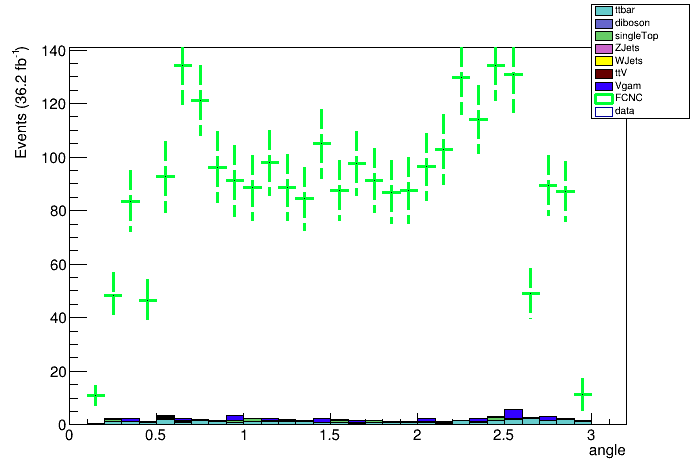 ttbar
diboson
singleTop
ZJets
WJets
ttV
Vgam
FCNC
data
Events (36.2 fb⁻¹)
140
120
100
80
60
40
20
0
0 0.5 1 1.5 2 2.5 3
angle